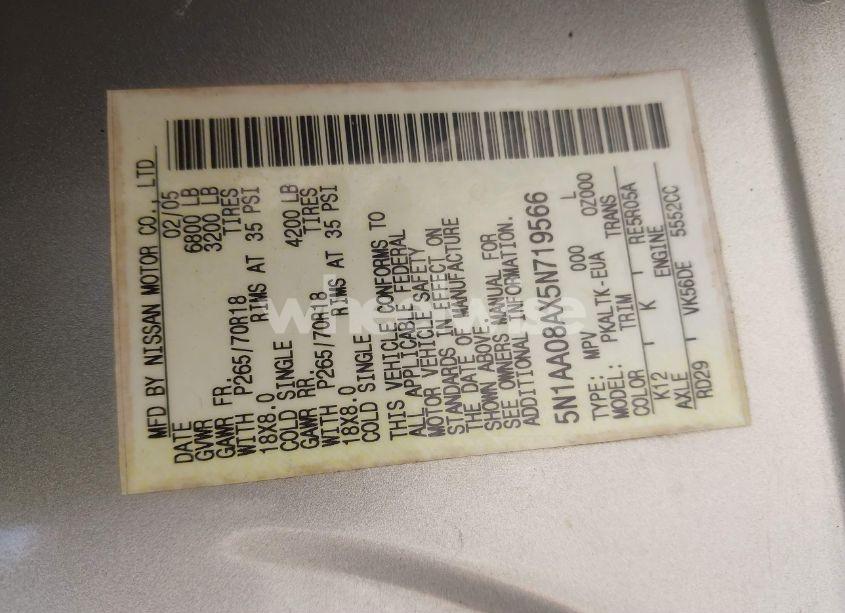 MFD BY NISSAN MOTOR CO., LTD
DATE 02/05
GVWR 6800 LB
GAWR FR. 3200 LB
WITH P265/70R18 TIRES
18X8.0 RIMS AT 35 PSI
COLD SINGLE
GAWR RR. 4200 LB
WITH P265/70R18 TIRES
18X8.0 RIMS AT 35 PSI
COLD SINGLE
THIS VEHICLE CONFORMS TO
ALL APPLICABLE FEDERAL
MOTOR VEHICLE SAFETY
STANDARDS IN EFFECT ON
THE DATE OF MANUFACTURE
SHOWN ABOVE.
SEE OWNERS MANUAL FOR
ADDITIONAL INFORMATION.
5N1AA08AX5N719566
TYPE: MPV 000 L
MODEL: PKALTK-EUA 0Z000
COLOR TRIM TRANS
K12 K RE5R05A
AXLE ENGINE
RD29 VK56DE 5552CC
wheelwise